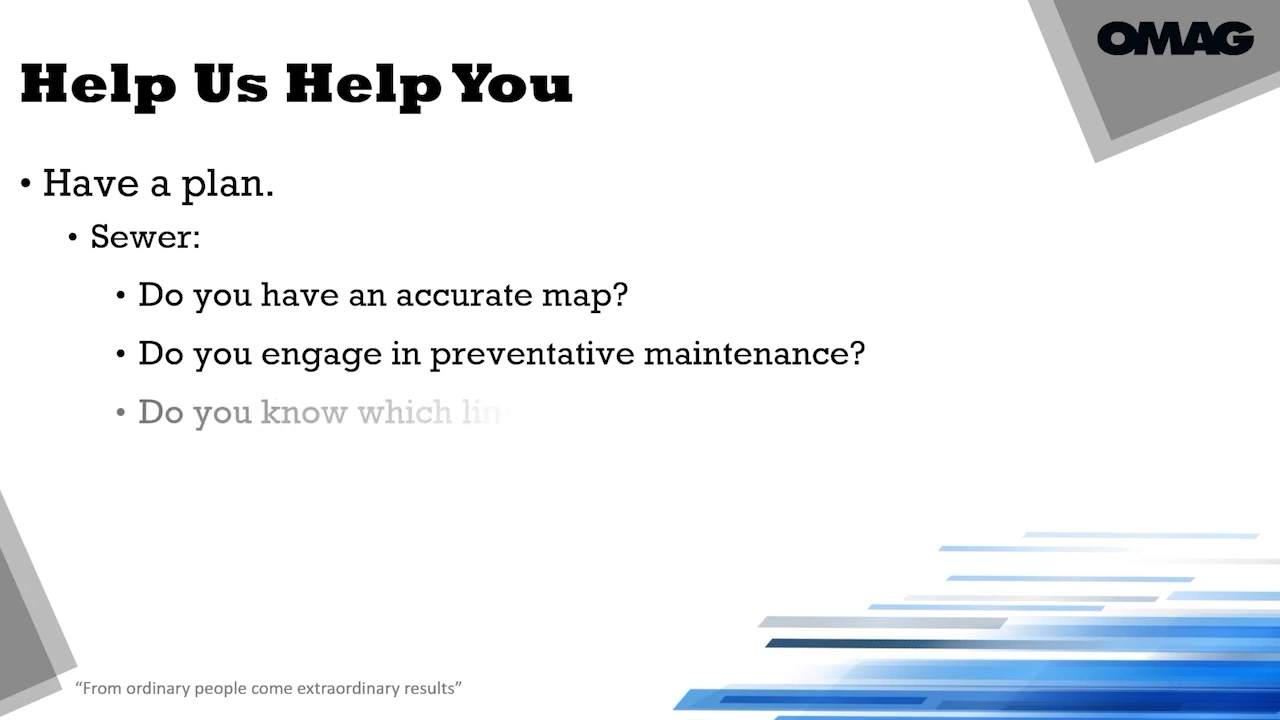 OMAG
Help Us Help You
• Have a plan.
• Sewer:
• Do you have an accurate map?
• Do you engage in preventative maintenance?
• Do you know which
“From ordinary people come extraordinary results”